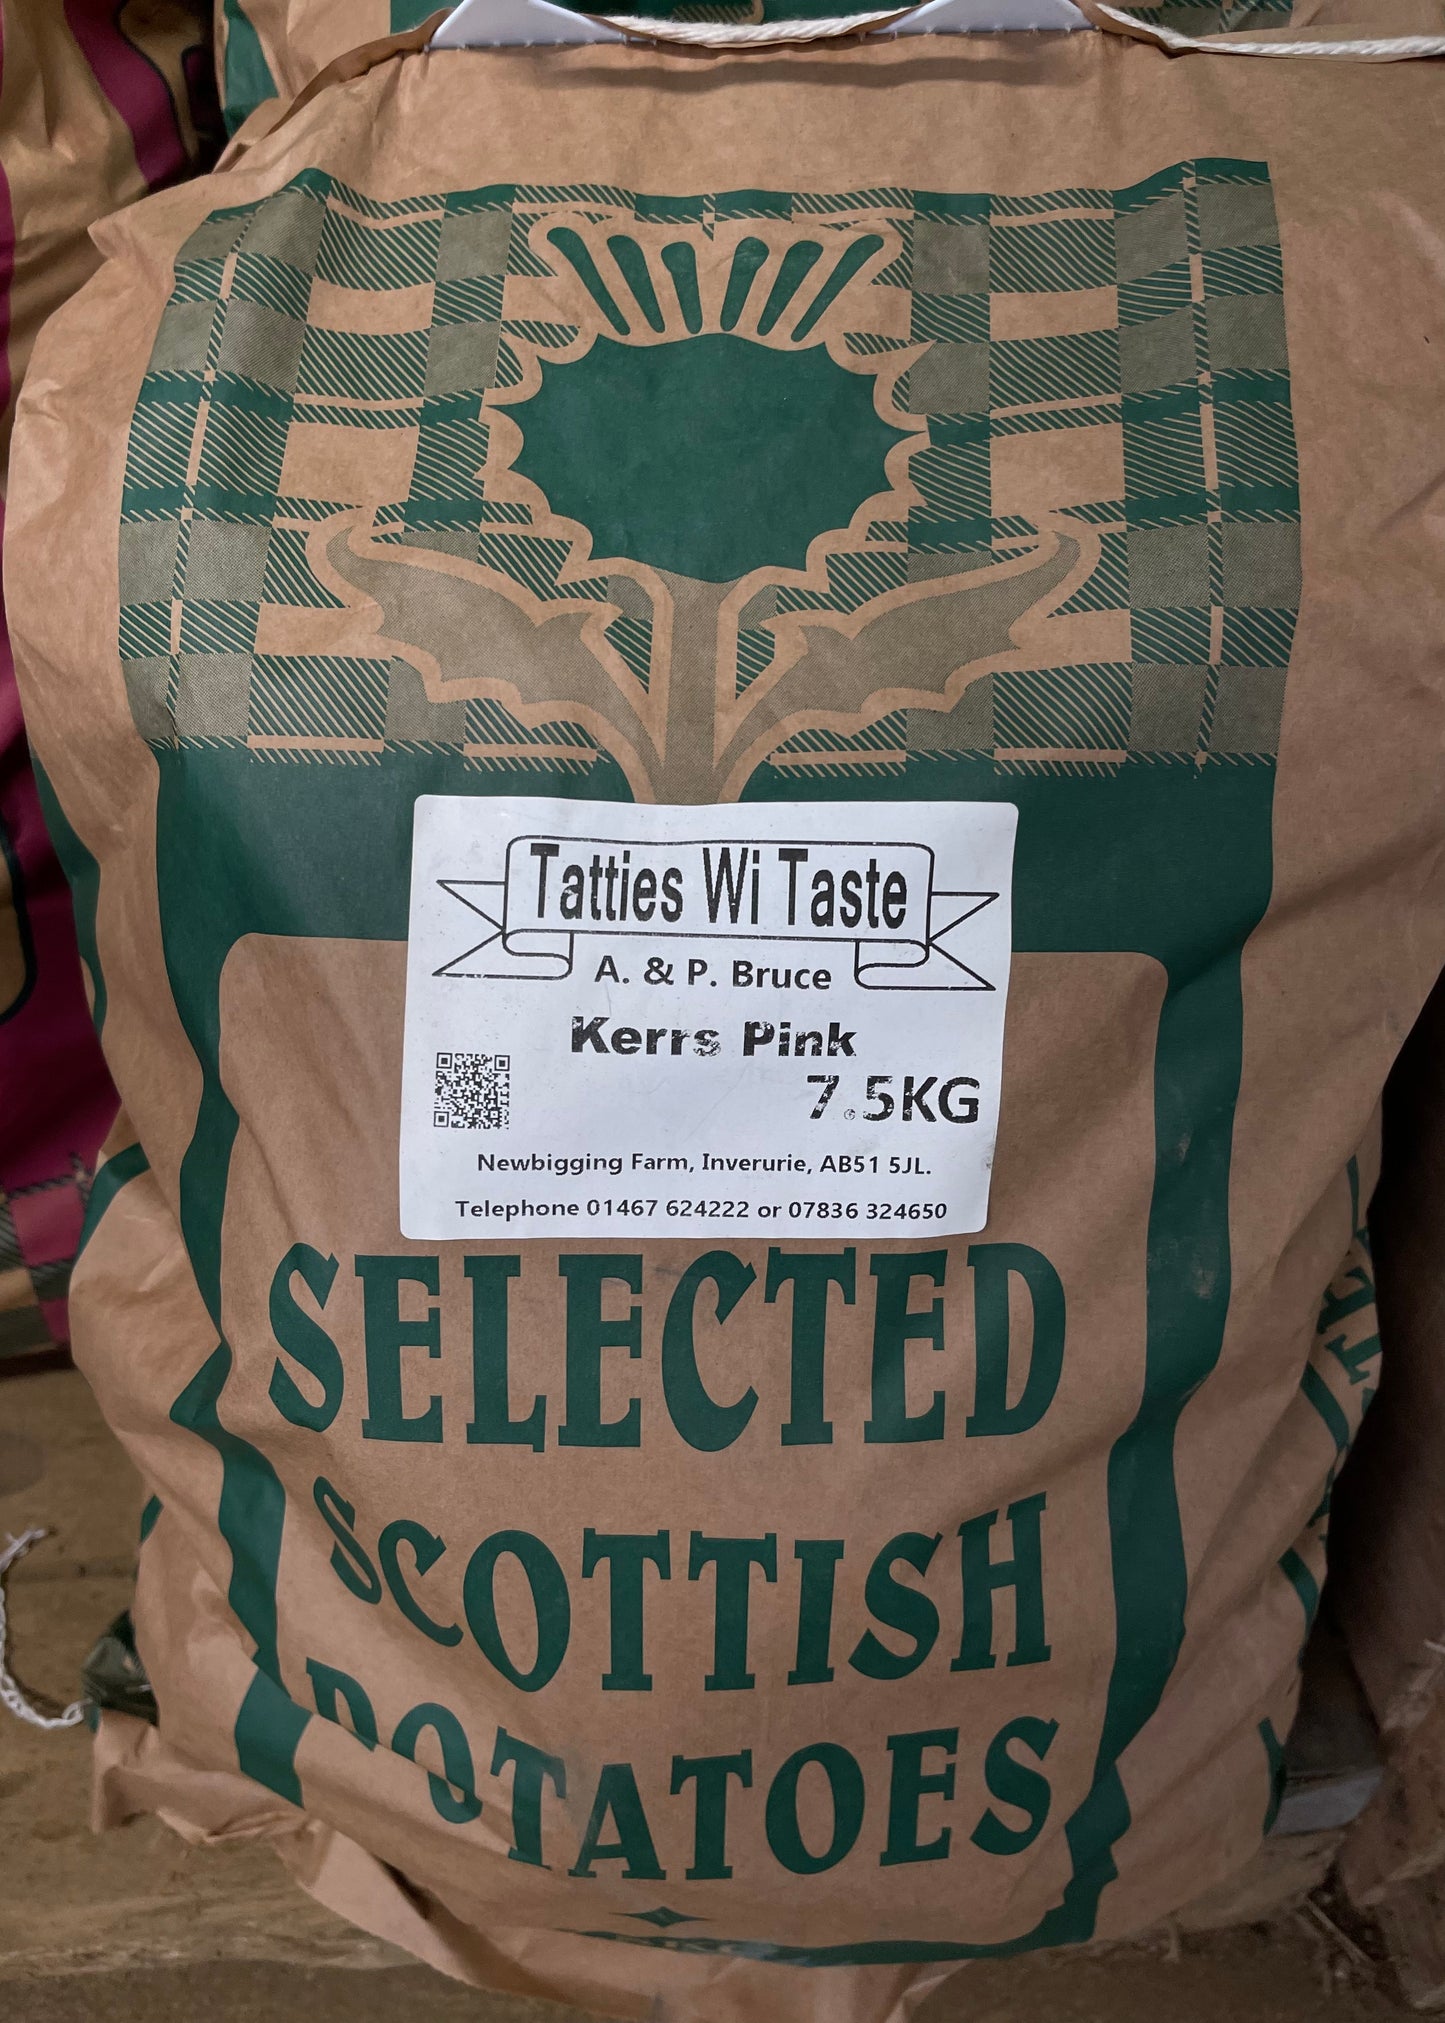 Tatties Wi Taste
A. & P. Bruce
Kerrs Pink
7.5KG
Newbigging Farm, Inverurie, AB51 5JL.
Telephone 01467 624222 or 07836 324650
SELECTED
SCOTTISH
POTATOES